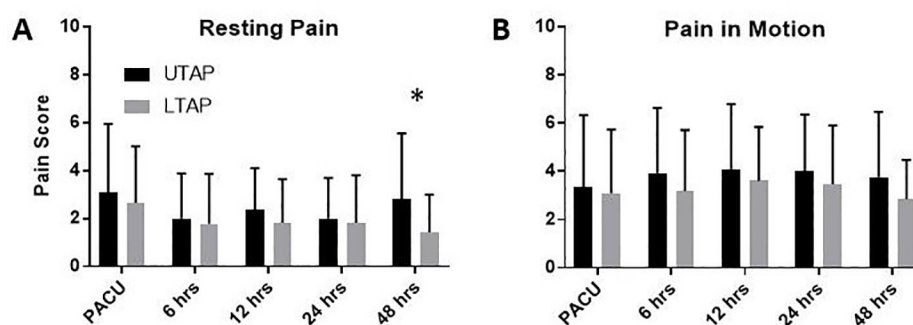 A
Resting Pain
Pain Score
10
8
6
4
2
0
UTAP
LTAP
*
PACU
6 hrs
12 hrs
24 hrs
48 hrs
B
Pain in Motion
10
8
6
4
2
0
PACU
6 hrs
12 hrs
24 hrs
48 hrs